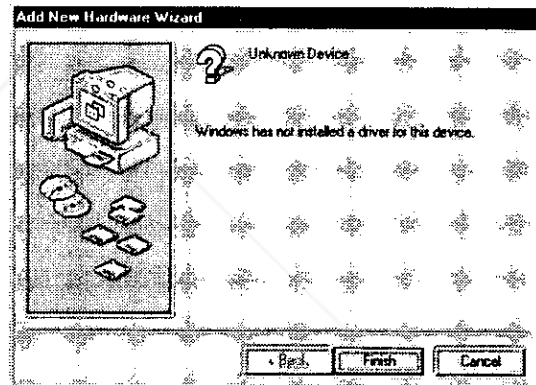 Add New Hardware Wizard
Unknown Device
Windows has not installed a driver for this device.
< Back
Finish
Cancel